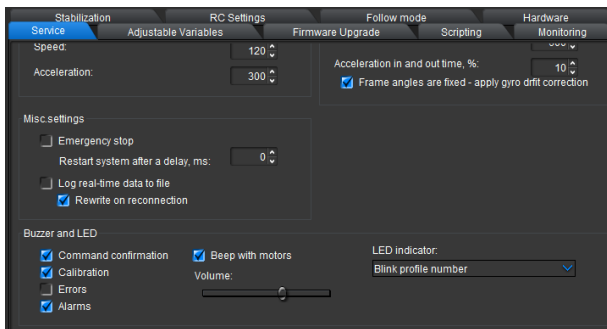 Stabilization RC Settings Follow mode Hardware
Service Adjustable Variables Firmware Upgrade Scripting Monitoring
Speed: 120
Acceleration: 300
Acceleration in and out time, %: 10
Frame angles are fixed - apply gyro drfit correction
Misc.settings
Emergency stop
Restart system after a delay, ms: 0
Log real-time data to file
Rewrite on reconnection
Buzzer and LED
Command confirmation
Calibration
Errors
Alarms
Beep with motors
Volume:
LED indicator:
Blink profile number